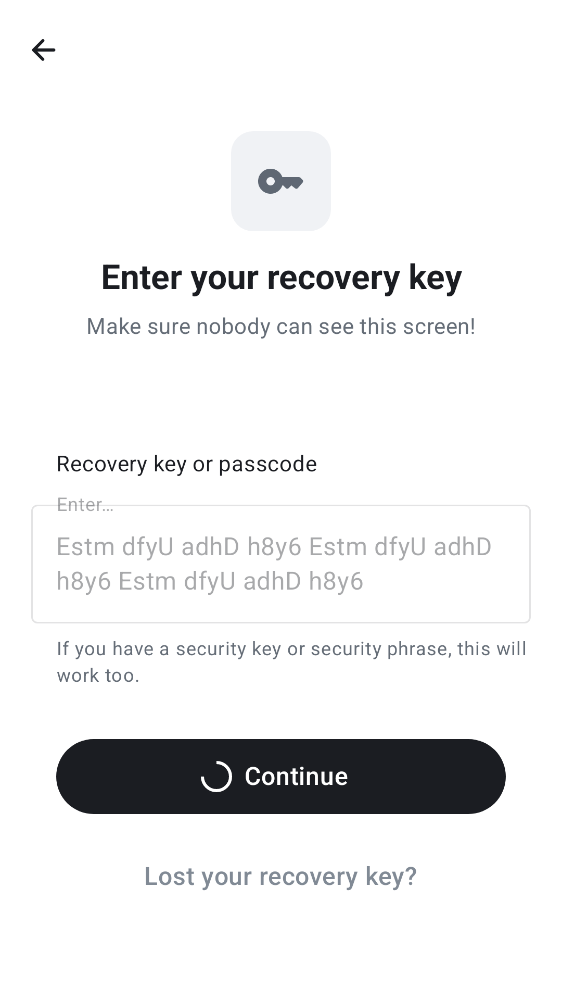 Enter your recovery key
Make sure nobody can see this screen!
Recovery key or passcode
Enter…
Estm dfyU adhD h8y6 Estm dfyU adhD
h8y6 Estm dfyU adhD h8y6
If you have a security key or security phrase, this will
work too.
Continue
Lost your recovery key?